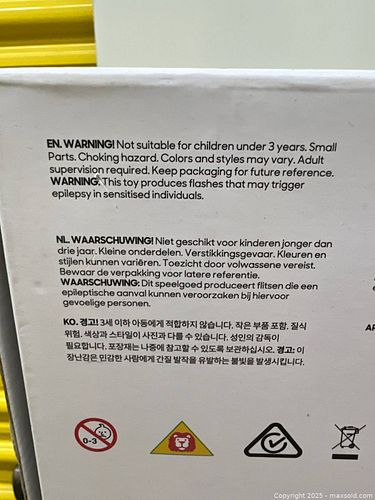 EN. WARNING! Not suitable for children under 3 years. Small
Parts. Choking hazard. Colors and styles may vary. Adult
supervision required. Keep packaging for future reference.
WARNING: This toy produces flashes that may trigger
epilepsy in sensitised individuals.
NL. WAARSCHUWING! Niet geschikt voor kinderen jonger dan
drie jaar. Kleine onderdelen. Verstikkingsgevaar. Kleuren en
stijlen kunnen variëren. Toezicht door volwassene vereist.
Bewaar de verpakking voor latere referentie.
WAARSCHUWING: Dit speelgoed produceert flitsen die een
epileptische aanval kunnen veroorzaken bij hiervoor
gevoelige personen.
KO. 경고! 3세 이하 아동에게 적합하지 않습니다. 작은 부품 포함. 질식
위험. 색상과 스타일이 사진과 다를 수 있습니다. 성인의 감독이
필요합니다. 포장재는 나중에 참고할 수 있도록 보관하십시오. 경고: 이
장난감은 민감한 사람에게 간질 발작을 유발하는 불빛을 발생시킵니다.
AP
0-3
Copyright 2025 - maxsold.com